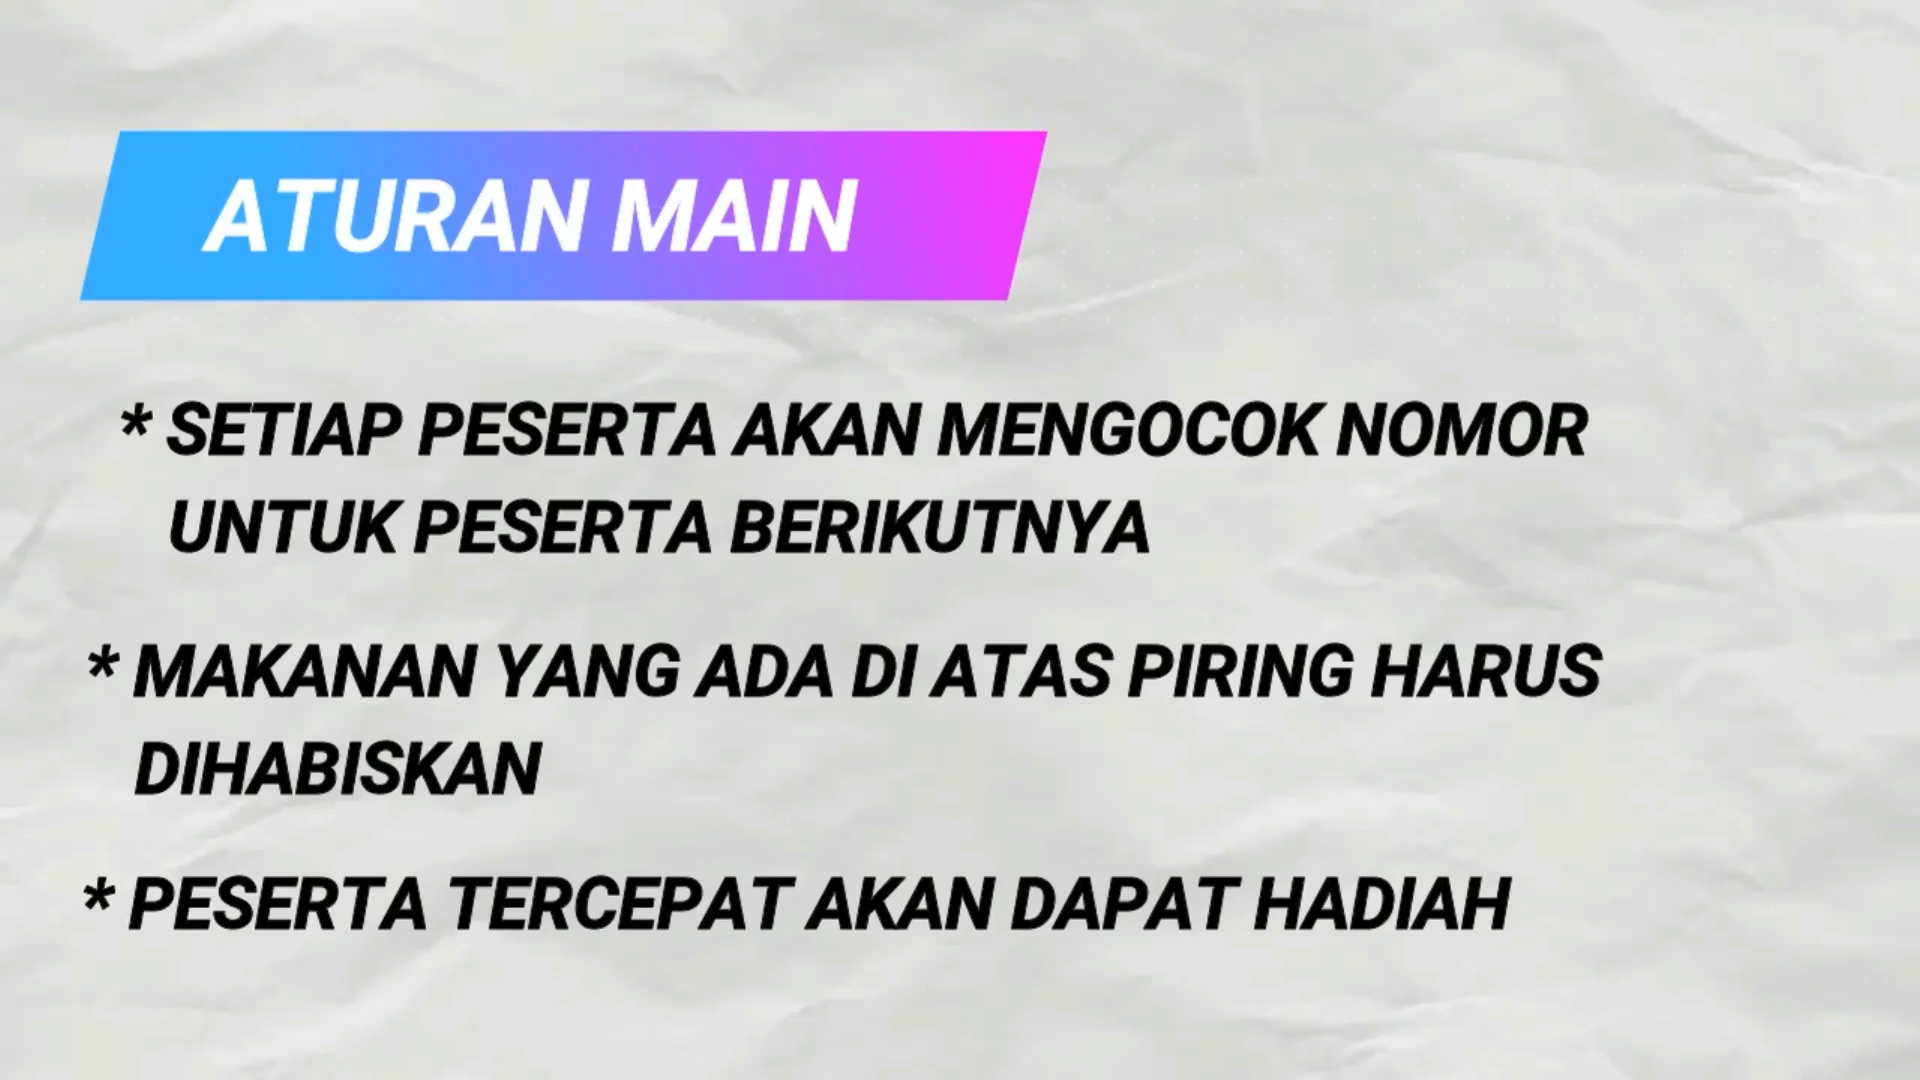 ATURAN MAIN
* SETIAP PESERTA AKAN MENGOCOK NOMOR
UNTUK PESERTA BERIKUTNYA
* MAKANAN YANG ADA DI ATAS PIRING HARUS
DIHABISKAN
* PESERTA TERCEPAT AKAN DAPAT HADIAH